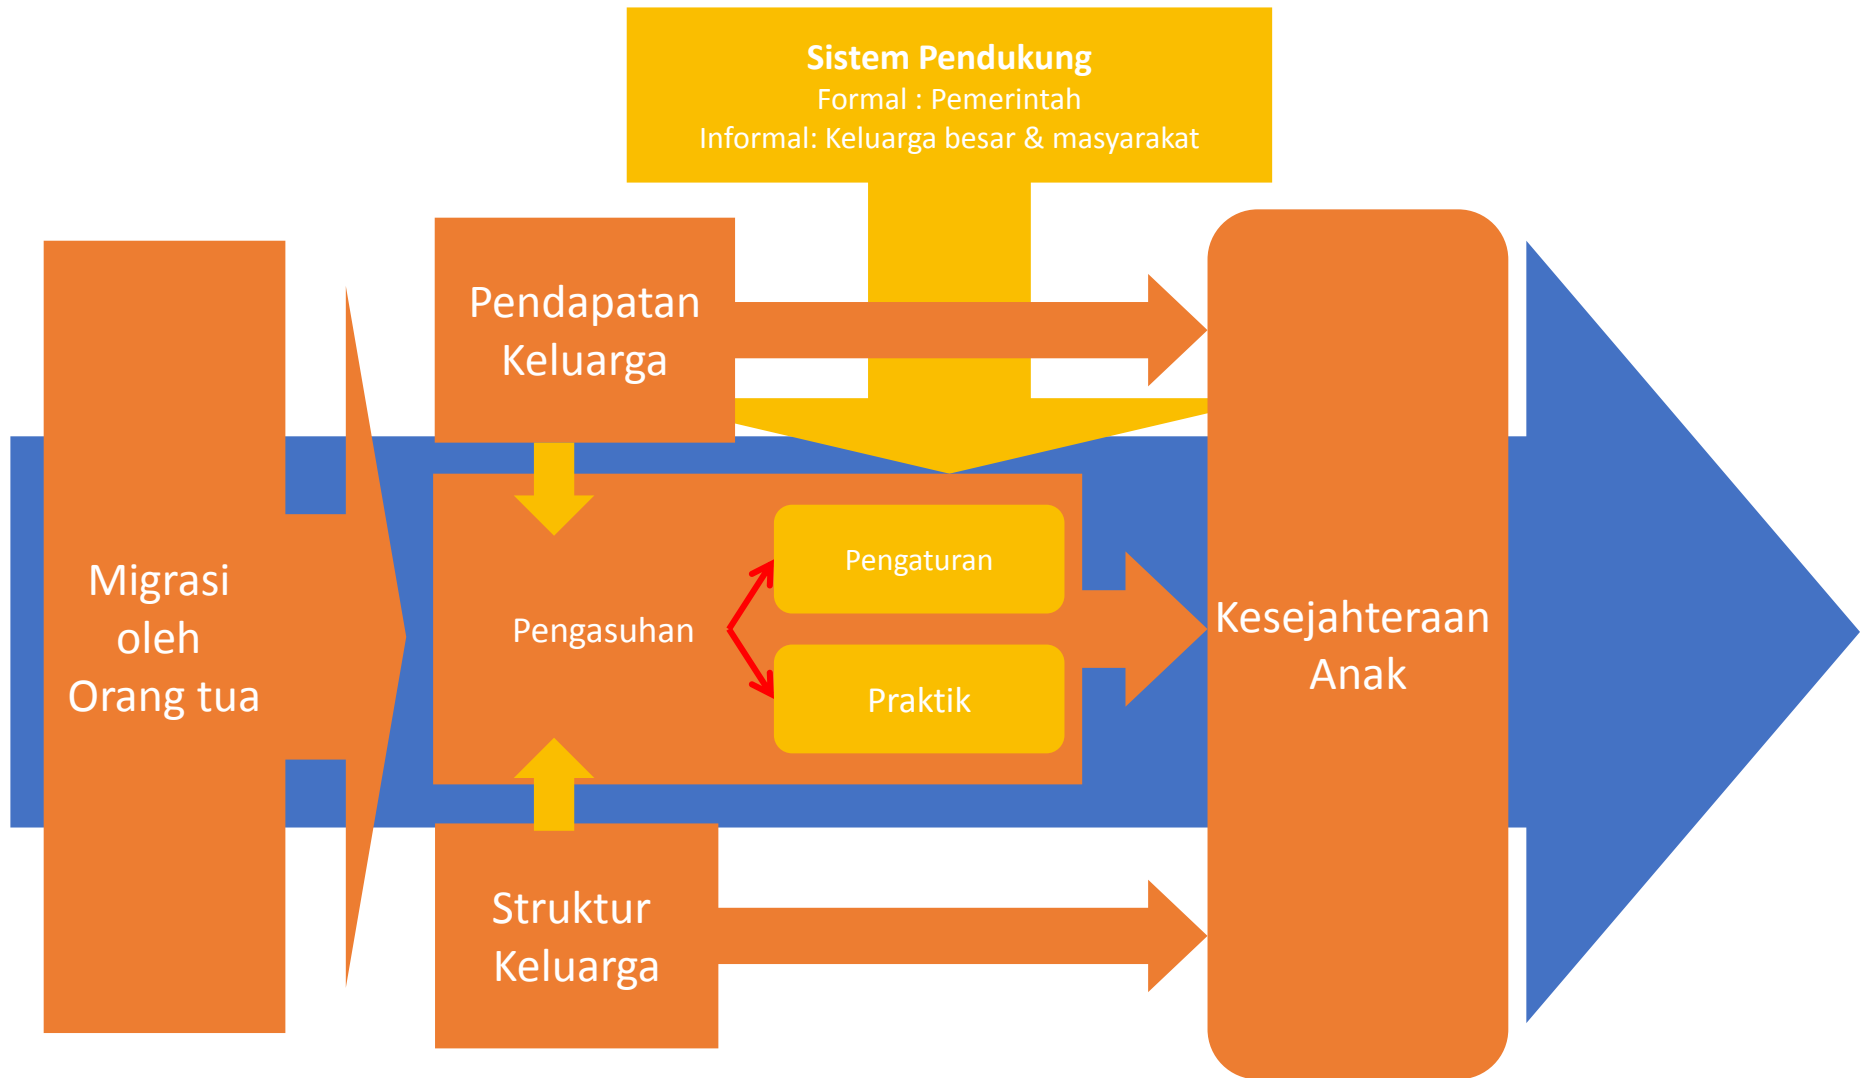 Sistem Pendukung
Formal : Pemerintah
Informal: Keluarga besar & masyarakat
Pendapatan
Keluarga
Migrasi
oleh
Orang tua
Pengasuhan
Pengaturan
Praktik
Kesejahteraan
Anak
Struktur
Keluarga